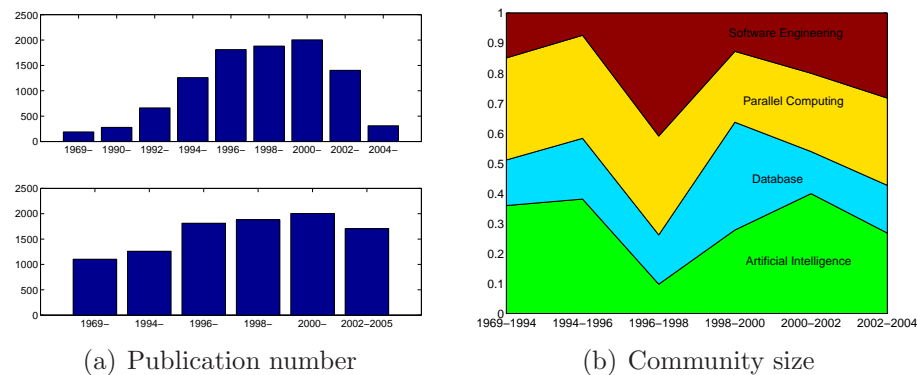 2500
2000
1500
1000
500
0
1969– 1990– 1992– 1994– 1996– 1998– 2000– 2002– 2004–
2500
2000
1500
1000
500
0
1969– 1994– 1996– 1998– 2000– 2002–2005
(a) Publication number
1
0.9
0.8
0.7
0.6
0.5
0.4
0.3
0.2
0.1
0
Software Engineering
Parallel Computing
Database
Artificial Intelligence
1969–1994 1994–1996 1996–1998 1998–2000 2000–2002 2002–2004
(b) Community size